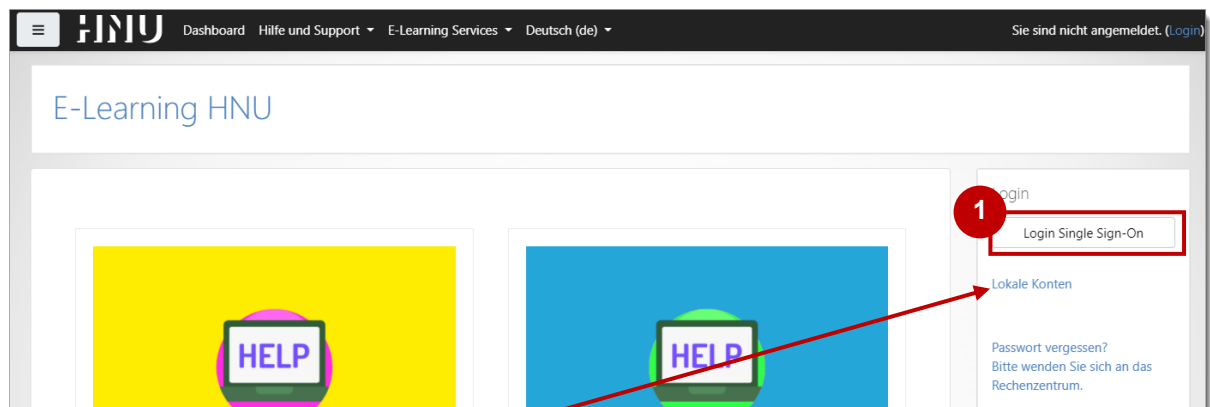 HNU Dashboard Hilfe und Support E-Learning Services Deutsch (de) Sie sind nicht angemeldet. (Login)
E-Learning HNU
Login
1
Login Single Sign-On
Lokale Konten
HELP
HELP
Passwort vergessen?
Bitte wenden Sie sich an das
Rechenzentrum.